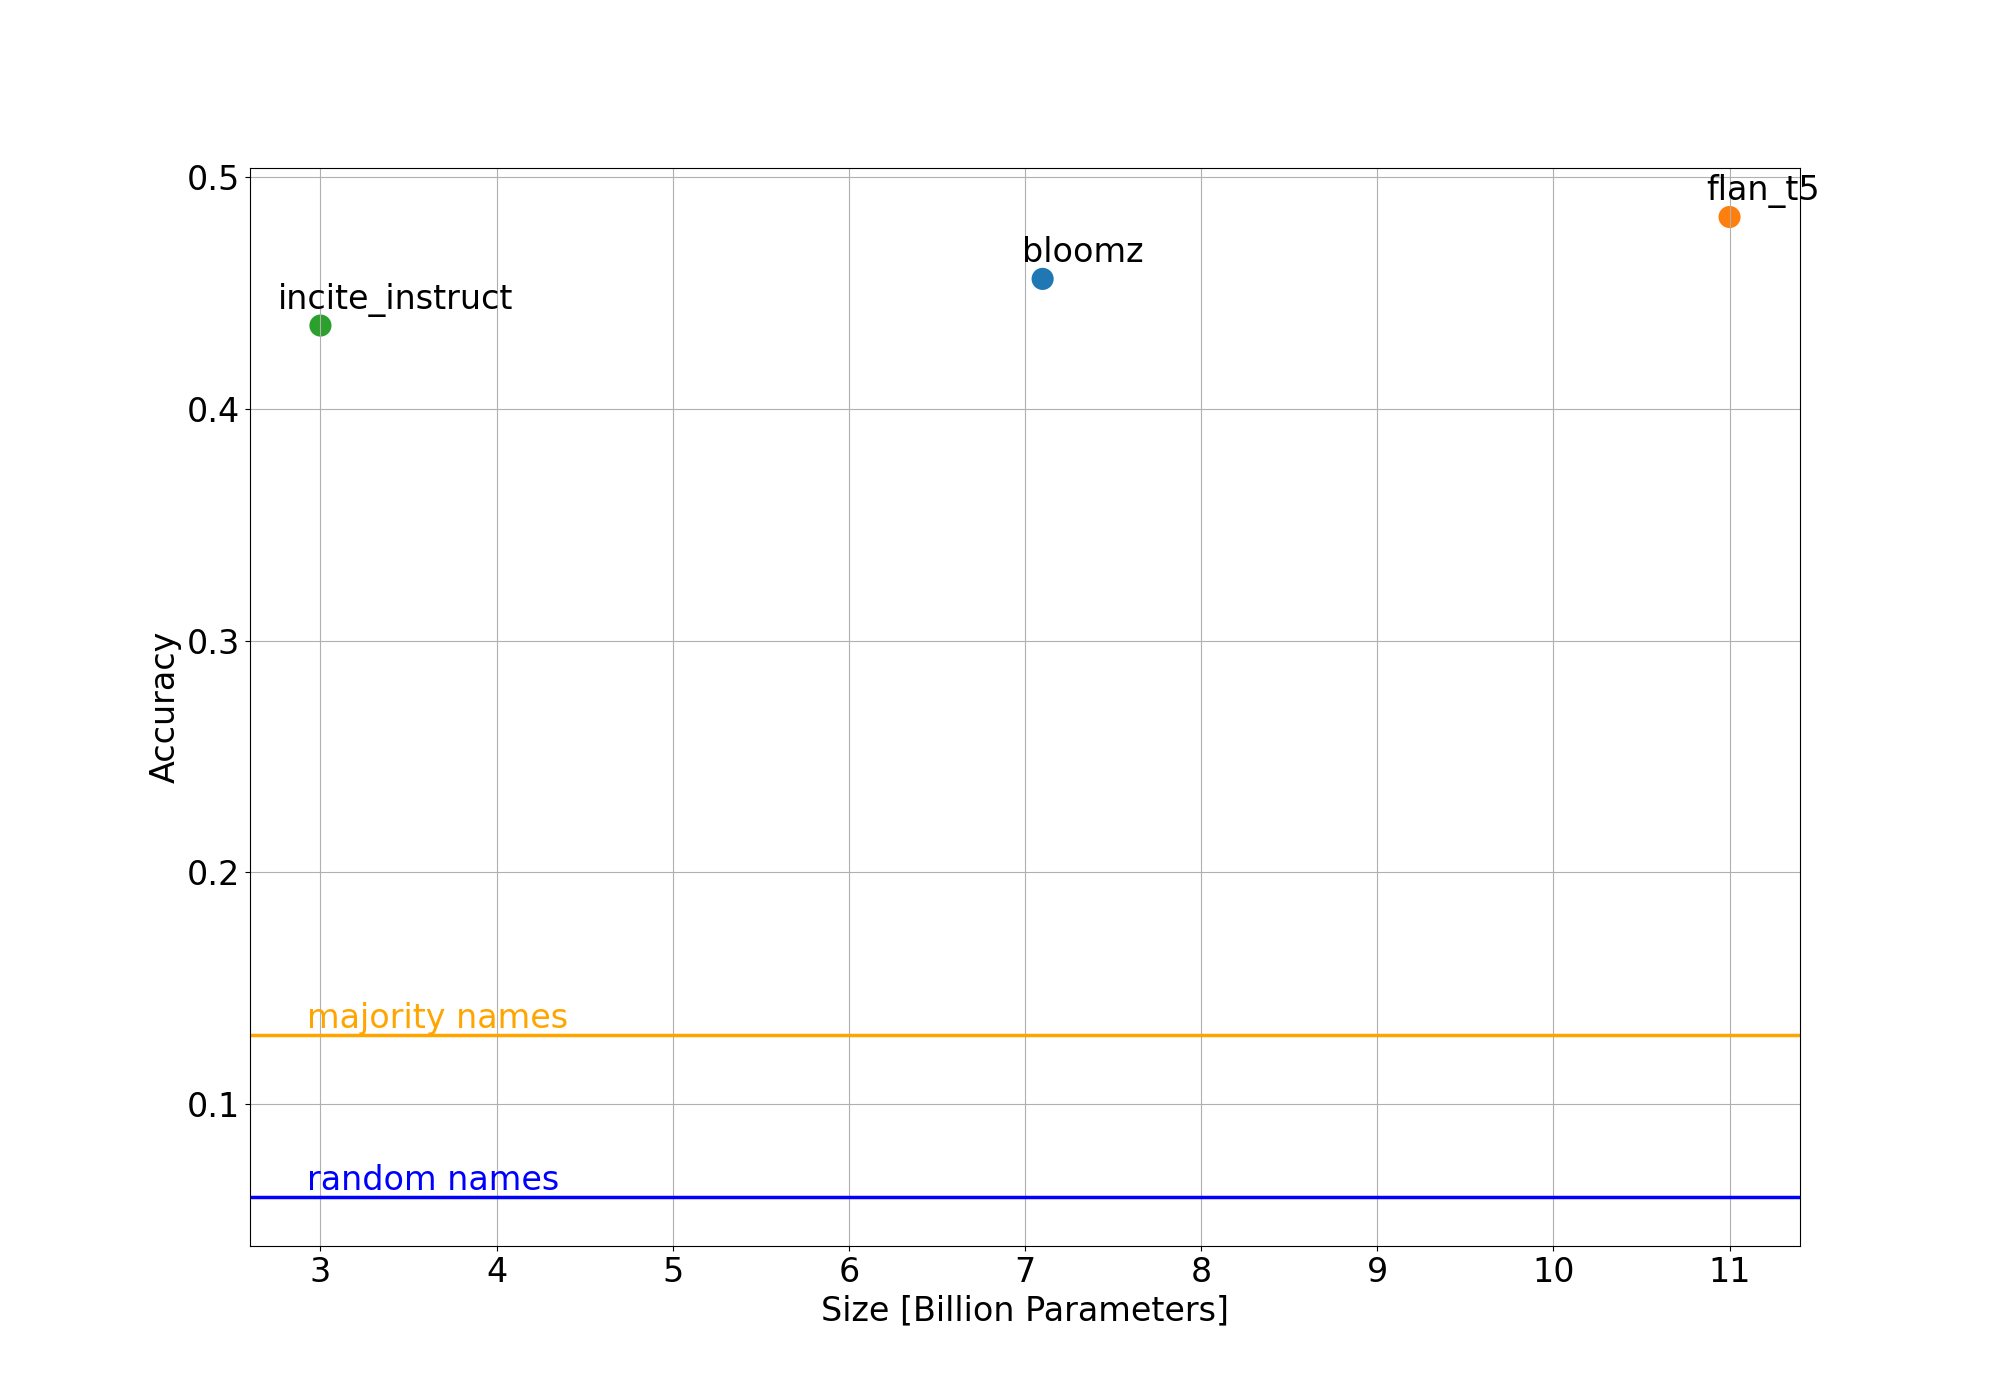 0.5
flan_t5
bloomz
incite_instruct
0.4
0.3
Accuracy
0.2
majority names
0.1
random names
3 4 5 6 7 8 9 10 11
Size [Billion Parameters]